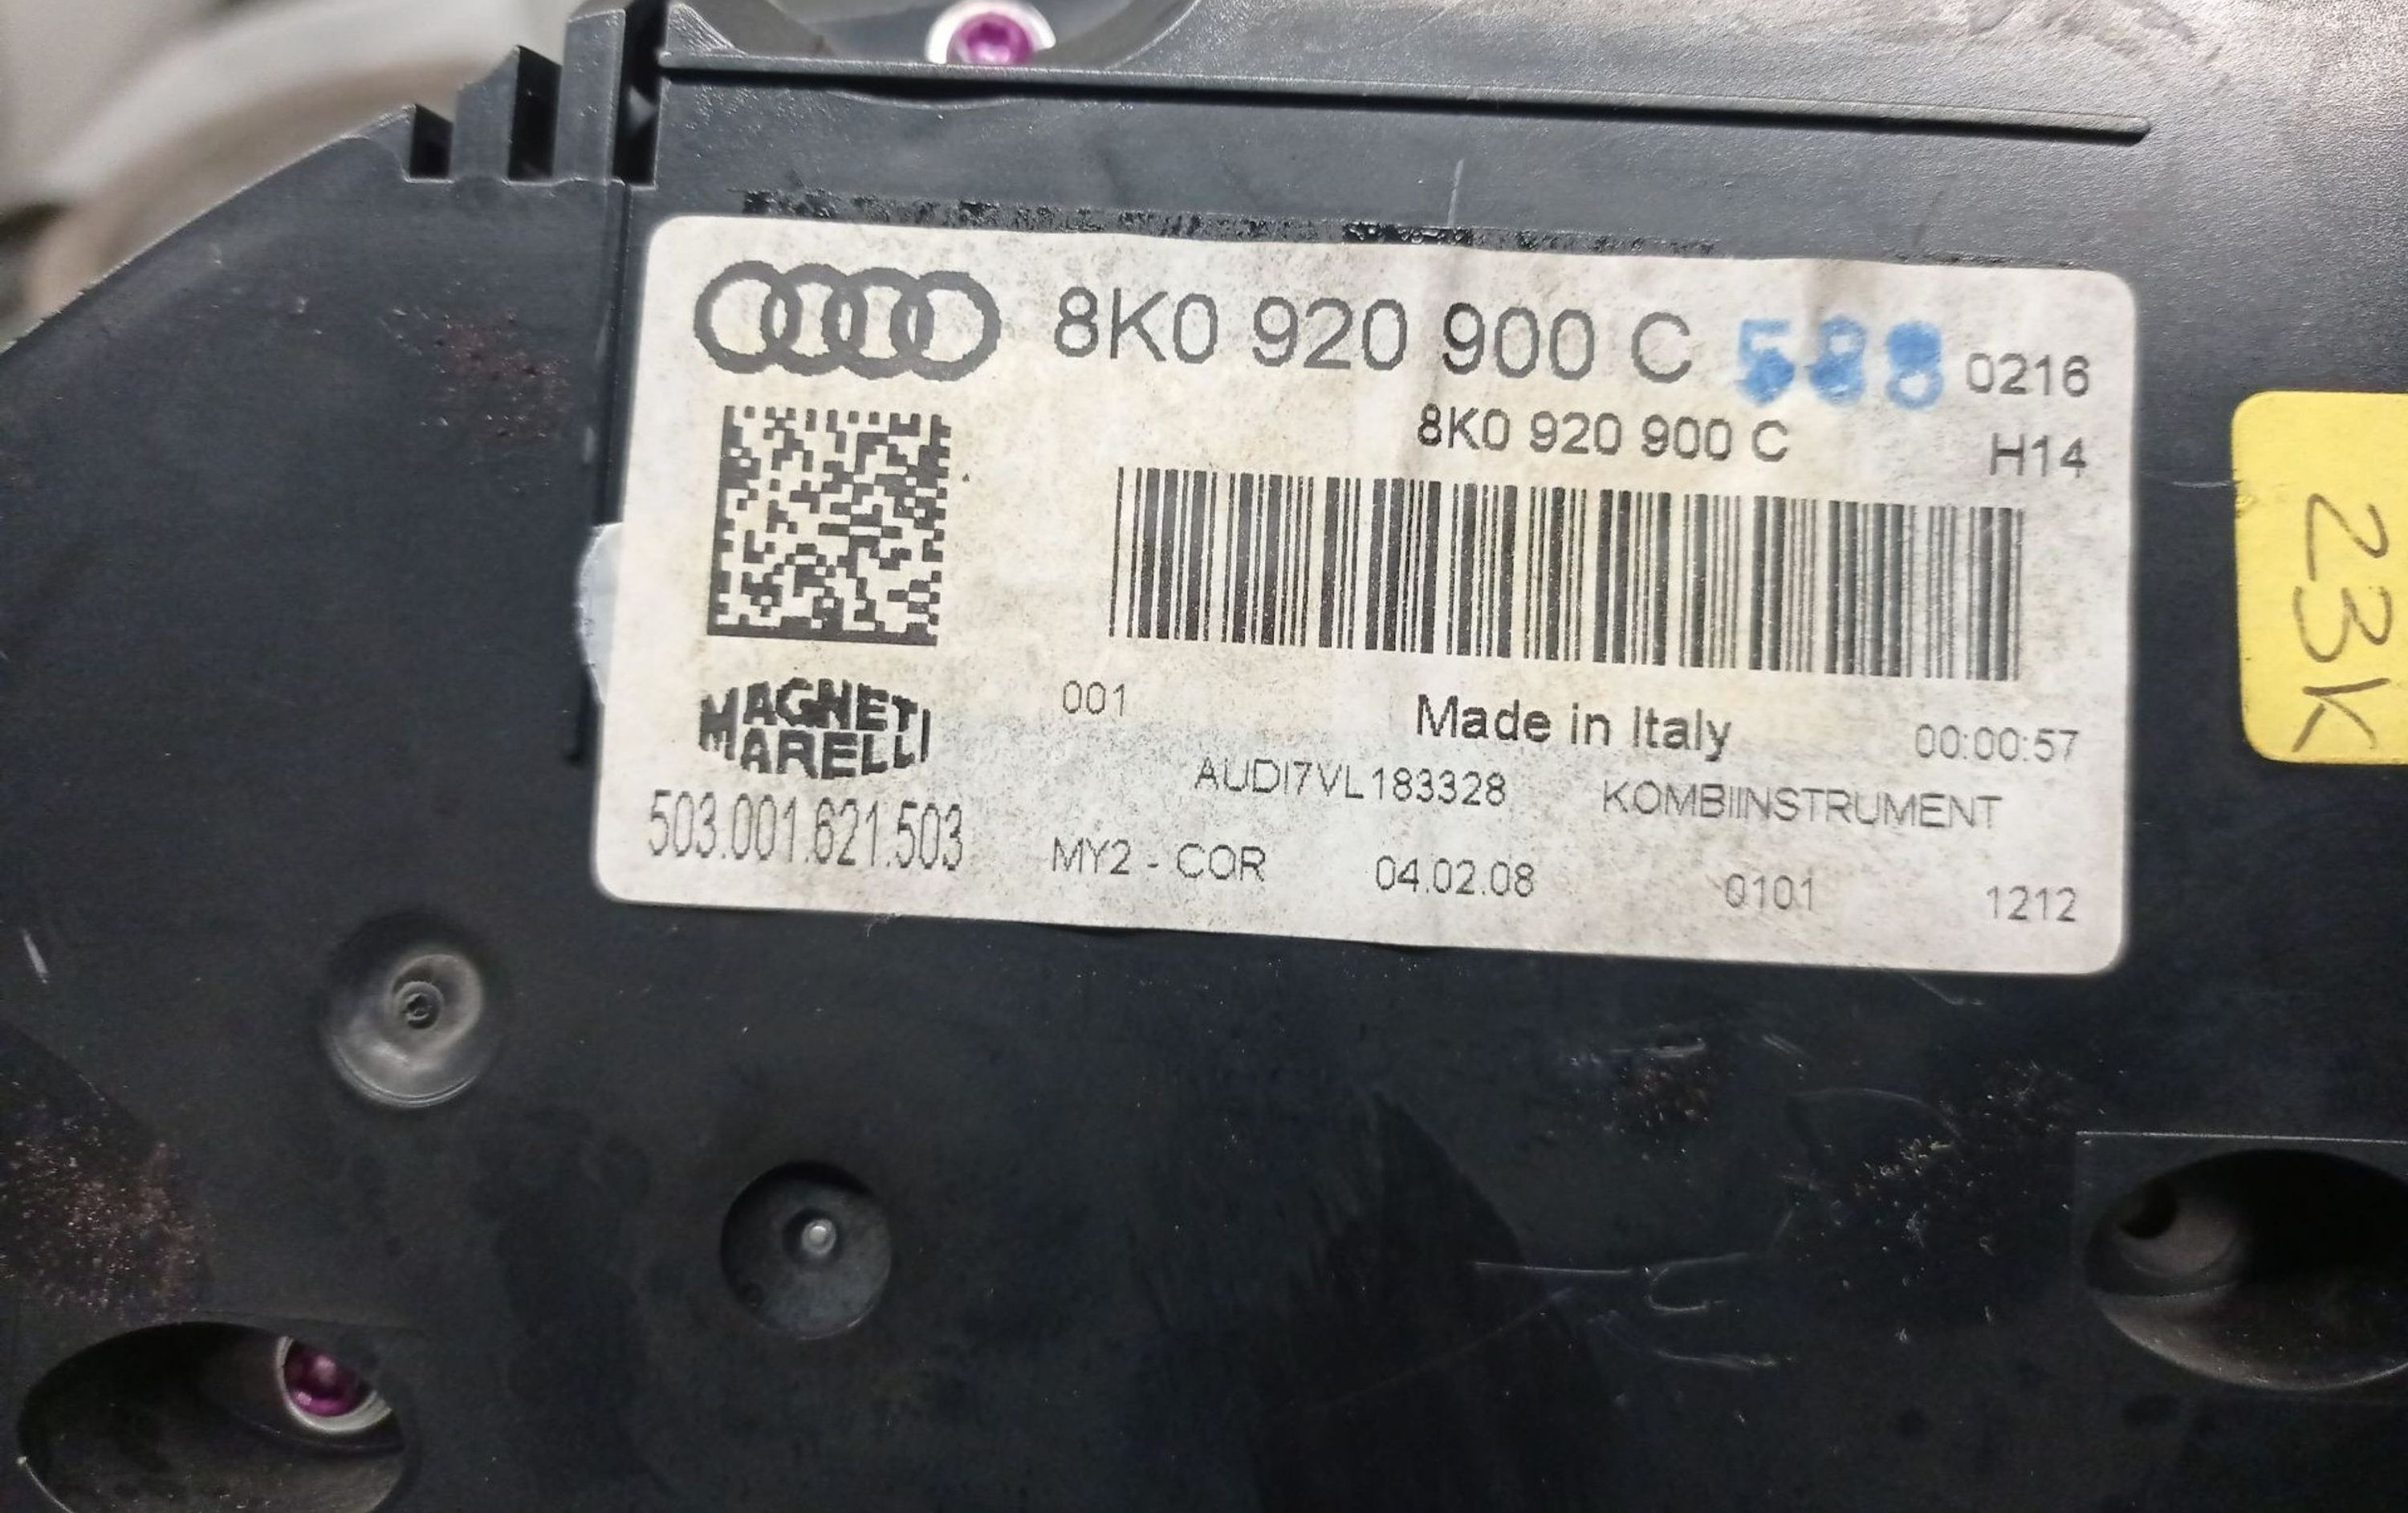 8K0 920 900 C 588 0216
8K0 920 900 C
H14
MAGNETI
MARELLI
001
Made in Italy
00:00:57
AUDI7VL183328
KOMBIINSTRUMENT
503.001.621.503
MY2 - COR
04.02.08
0101
1212
23K